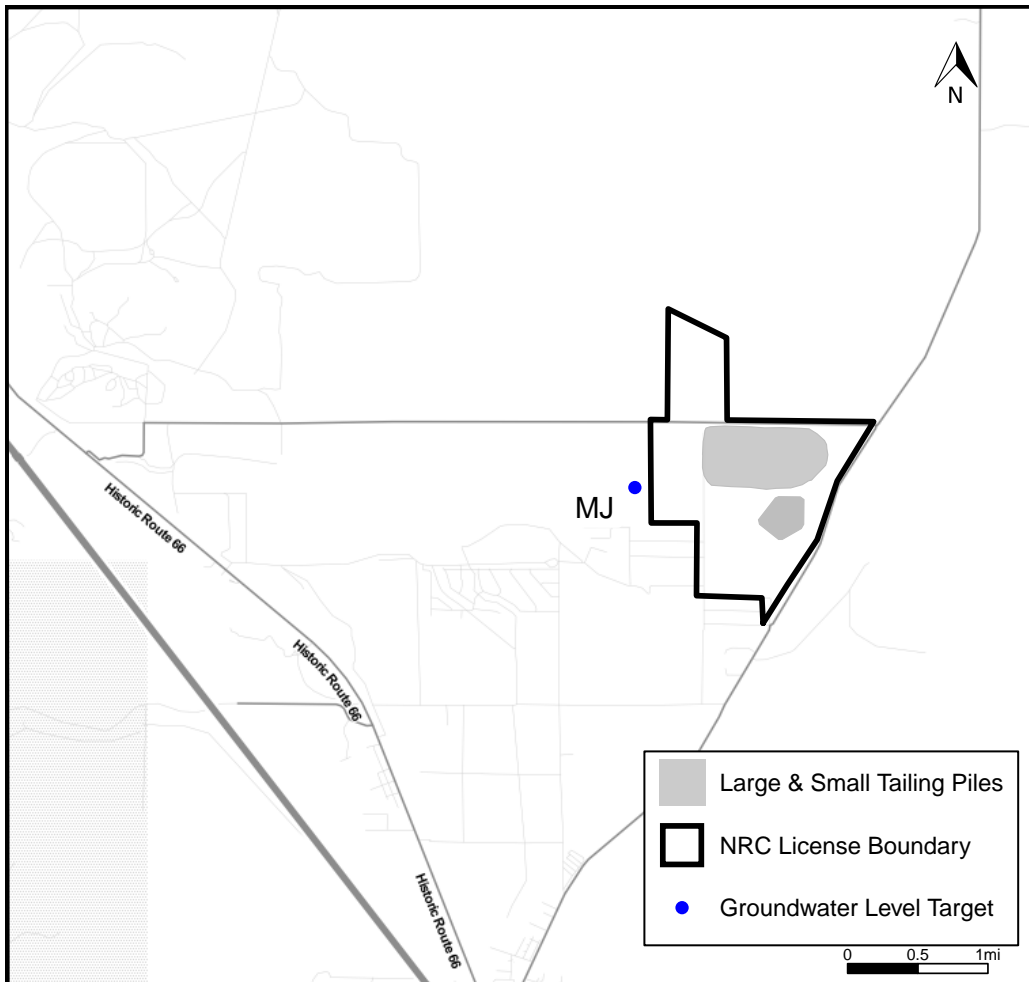 N
MJ
Historic Route 66
Historic Route 66
Historic Route 66
Large & Small Tailing Piles
NRC License Boundary
Groundwater Level Target
0 0.5 1mi